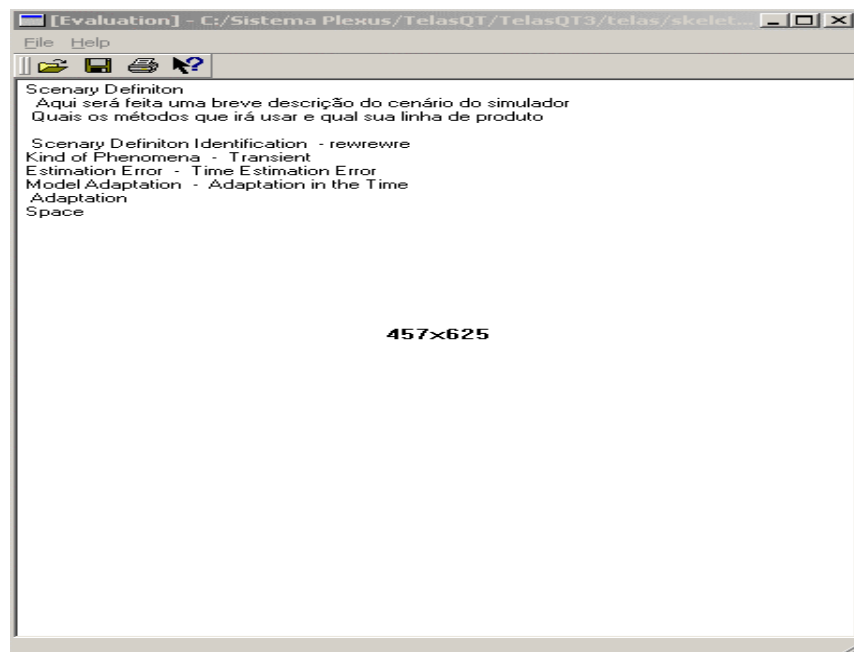 [Evaluation] - C:/Sistema Plexus/TelasQT/TelasQT3/telas/skelet...
File Help
Scenary Definiton
Aqui será feita uma breve descrição do cenário do simulador
Quais os métodos que irá usar e qual sua linha de produto
Scenary Definiton Identification - rewrewre
Kind of Phenomena - Transient
Estimation Error - Time Estimation Error
Model Adaptation - Adaptation in the Time
Adaptation
Space
457x625